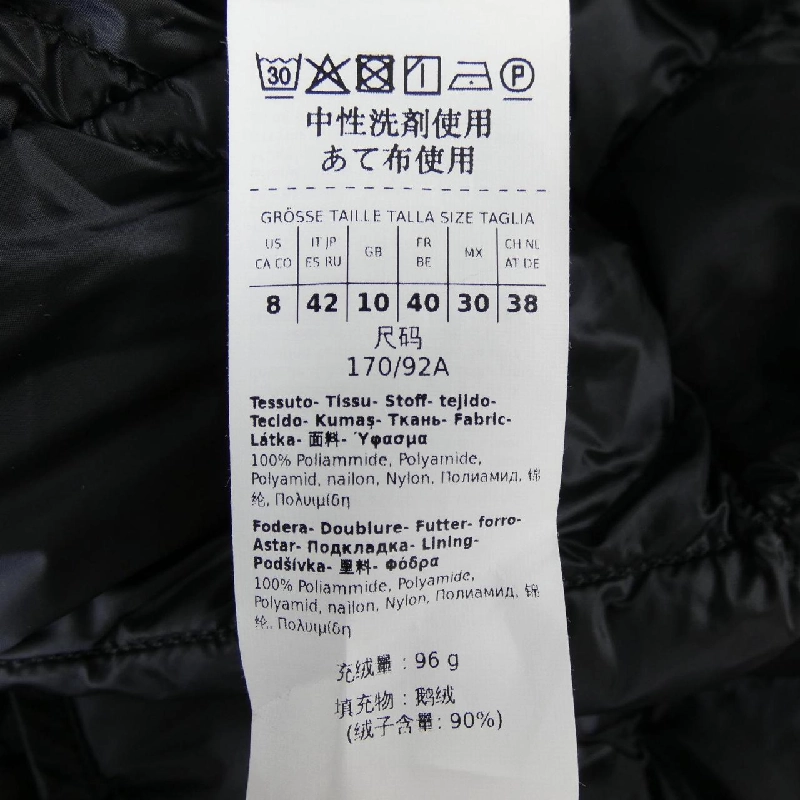 30 P
中性洗剤使用
あて布使用
GRÖSSE TAILLE TALLA SIZE TAGLIA
US IT JP GB FR MX CH NL
CA CO ES RU BE AT DE
8 42 10 40 30 38
尺码
170/92A
Tessuto- Tissu- Stoff- tejido-
Tecido- Kumaş- Ткань- Fabric-
Látka- 面料- Ύφασμα
100% Poliammide, Polyamide,
Polyamid, nailon, Nylon, Полиамид, 锦
纶, Πολυιμίδη
Fodera- Doublure- Futter- forro-
Astar- Подкладка- Lining-
Podšívka- 里料- Φόδρα
100% Poliammide, Polyamide,
Polyamid, nailon, Nylon, Полиамид, 锦
纶, Πολυιμίδη
充绒量 : 96 g
填充物 : 鹅绒
(绒子含量: 90%)